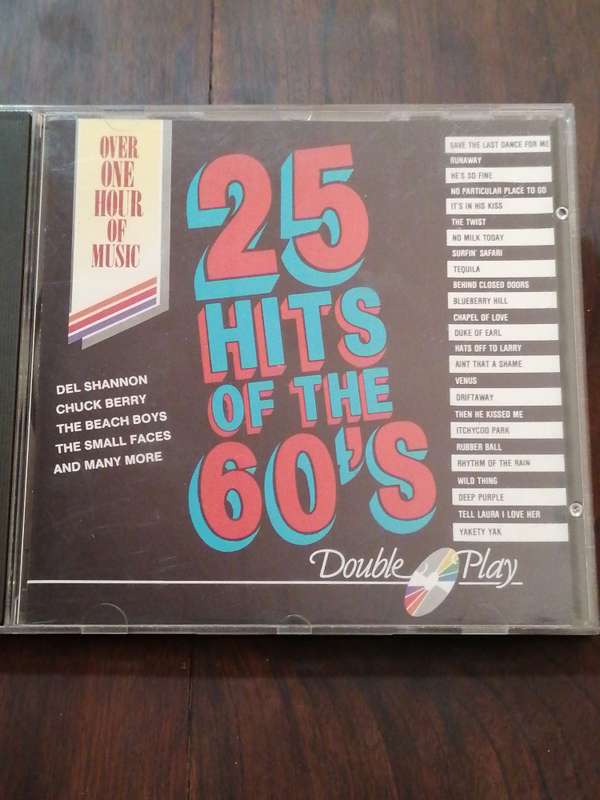 OVER
ONE
HOUR
OF
MUSIC
25
HITS
OF THE
60'S
DEL SHANNON
CHUCK BERRY
THE BEACH BOYS
THE SMALL FACES
AND MANY MORE
SAVE THE LAST DANCE FOR ME
RUNAWAY
HE'S SO FINE
NO PARTICULAR PLACE TO GO
IT'S IN HIS KISS
THE TWIST
NO MILK TODAY
SURFIN' SAFARI
TEQUILA
BEHIND CLOSED DOORS
BLUEBERRY HILL
CHAPEL OF LOVE
DUKE OF EARL
HATS OFF TO LARRY
AINT THAT A SHAME
VENUS
DRIFTAWAY
THEN HE KISSED ME
ITCHYCOO PARK
RUBBER BALL
RHYTHM OF THE RAIN
WILD THING
DEEP PURPLE
TELL LAURA I LOVE HER
YAKETY YAK
Double Play